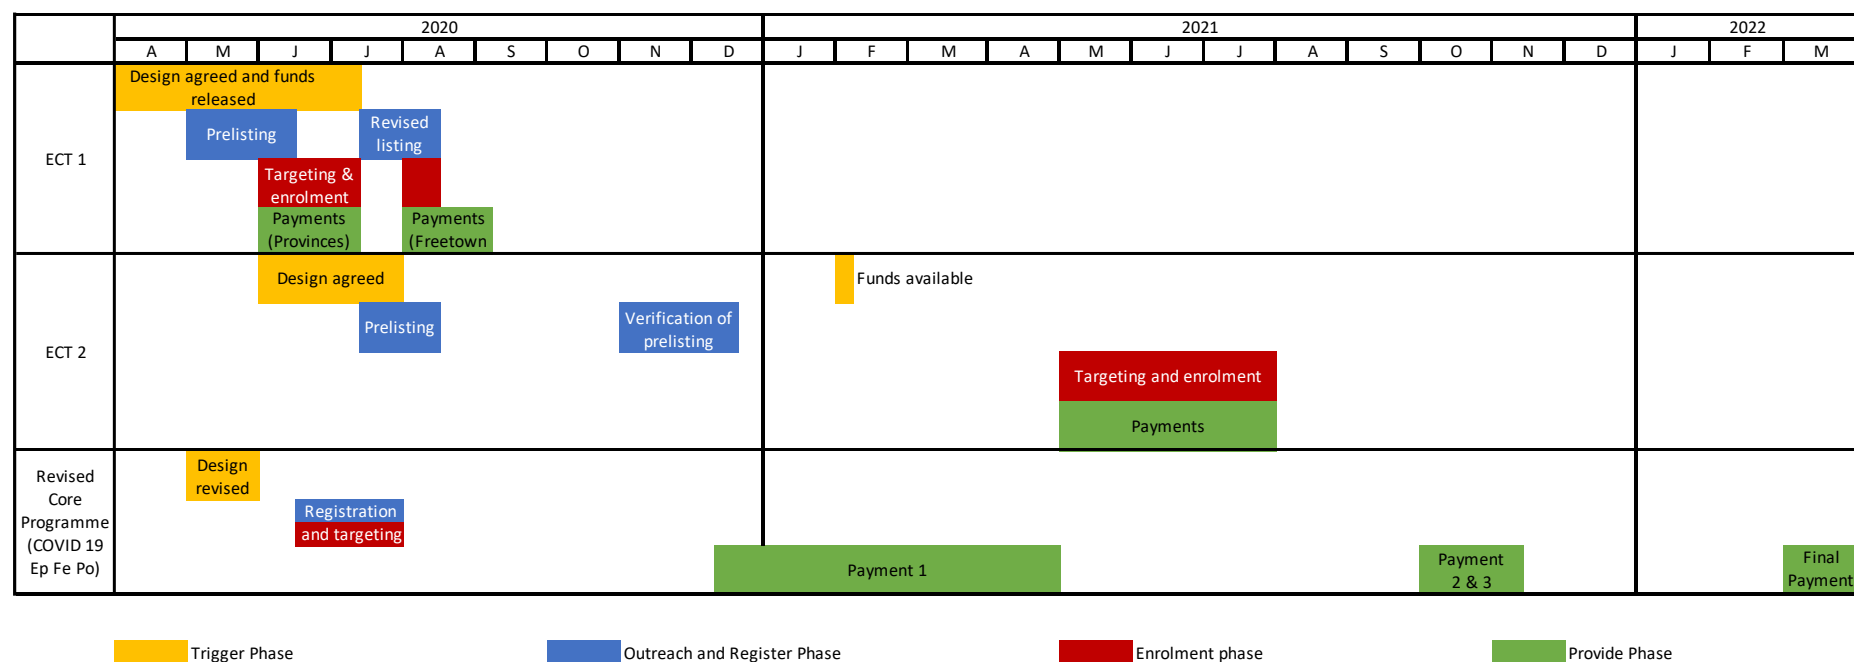 2020 2021 2022
A M J J A S O N D J F M A M J J A S O N D J F M
Design agreed and funds
released
Prelisting
Revised
listing
ECT 1
Targeting &
enrolment
Payments
(Provinces)
Payments
(Freetown
Design agreed
Funds available
Prelisting
Verification of
prelisting
ECT 2
Targeting and enrolment
Payments
Revised
Core
Programme
(COVID 19
Ep Fe Po)
Design
revised
Registration
and targeting
Payment 1
Payment
2 & 3
Final
Payment
Trigger Phase
Outreach and Register Phase
Enrolment phase
Provide Phase